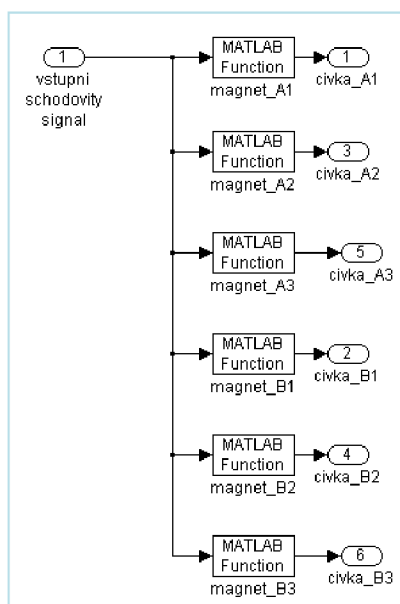 1
vstupni
schodovity
signal
MATLAB
Function
magnet_A1
1
civka_A1
MATLAB
Function
magnet_A2
3
civka_A2
MATLAB
Function
magnet_A3
5
civka_A3
MATLAB
Function
magnet_B1
2
civka_B1
MATLAB
Function
magnet_B2
4
civka_B2
MATLAB
Function
magnet_B3
6
civka_B3